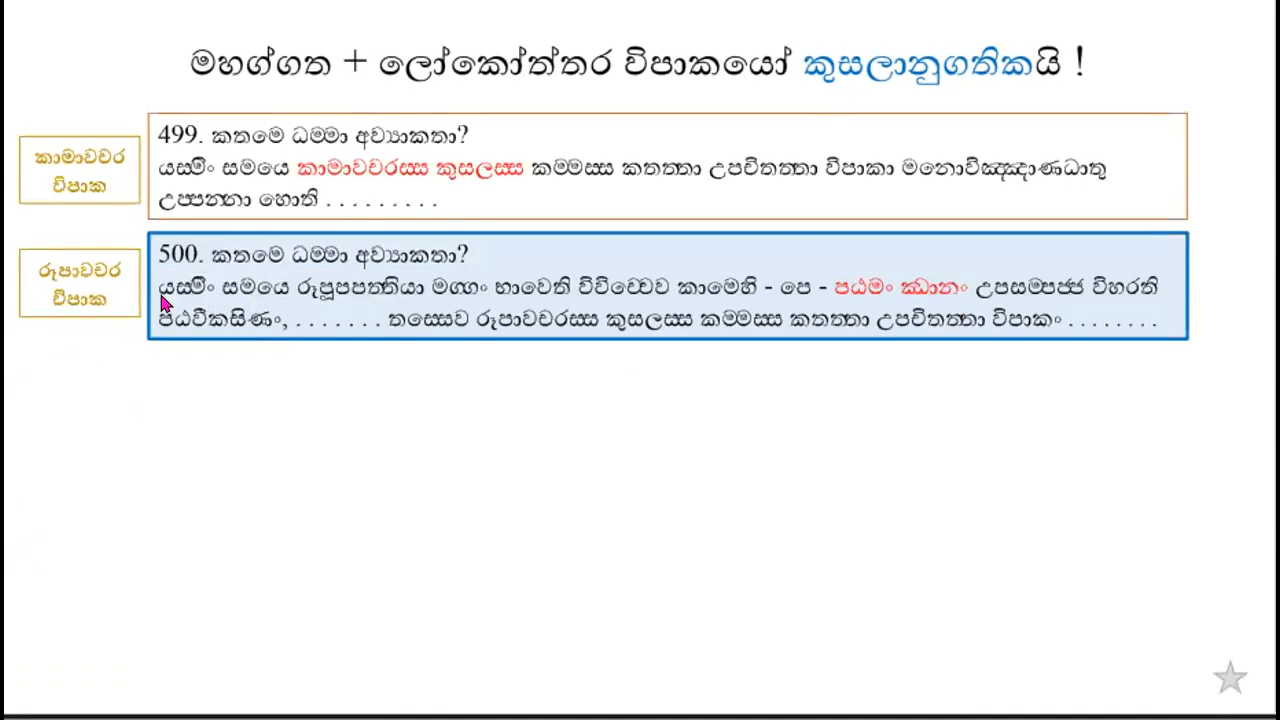 මහග්ගත + ලෝකෝත්තර විපාකයෝ කුසලානුගතිකයි !
කාමාවචර
විපාක
499. කතමෙ ධම්මා අව්‍යාකතා?
යස්මිං සමයෙ කාමාවචරස්ස කුසලස්ස කම්මස්ස කතත්තා උපචිතත්තා විපාකා මනොවිඤ්ඤාණධාතු
උප්පන්නා හොති . . . . . . . . .
රූපාවචර
විපාක
500. කතමෙ ධම්මා අව්‍යාකතා?
යස්මිං සමයෙ රූපූපපත්තියා මග්ගං භාවෙති විවිච්චෙව කාමෙහි - පෙ - පඨමං ඣානං උපසම්පජ්ජ විහරති
පථවීකසිණං, . . . . . . . තස්සෙව රූපාවචරස්ස කුසලස්ස කම්මස්ස කතත්තා උපචිතත්තා විපාකං . . . . . . . .